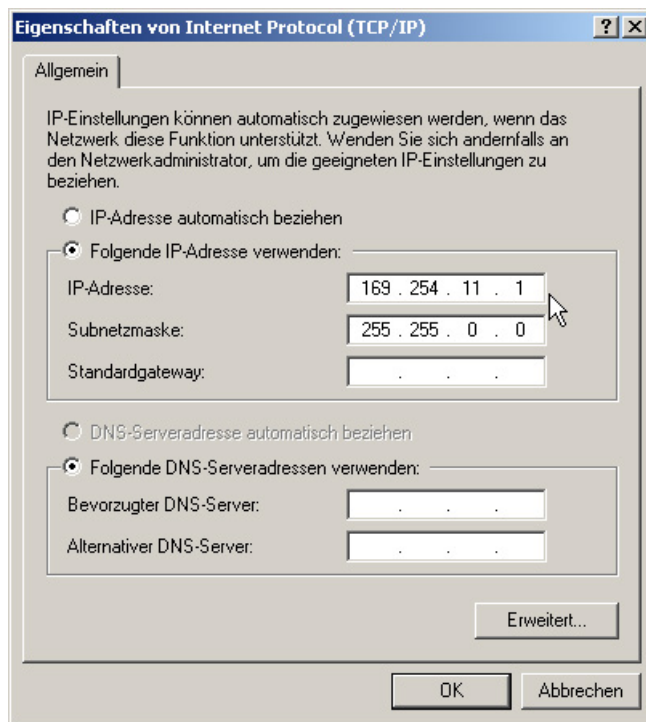 Eigenschaften von Internet Protocol (TCP/IP)
Allgemein
IP-Einstellungen können automatisch zugewiesen werden, wenn das
Netzwerk diese Funktion unterstützt. Wenden Sie sich andernfalls an
den Netzwerkadministrator, um die geeigneten IP-Einstellungen zu
beziehen.
IP-Adresse automatisch beziehen
Folgende IP-Adresse verwenden:
IP-Adresse: 169 . 254 . 11 . 1
Subnetzmaske: 255 . 255 . 0 . 0
Standardgateway: . . .
DNS-Serveradresse automatisch beziehen
Folgende DNS-Serveradressen verwenden:
Bevorzugter DNS-Server: . . .
Alternativer DNS-Server: . . .
Erweitert...
OK Abbrechen